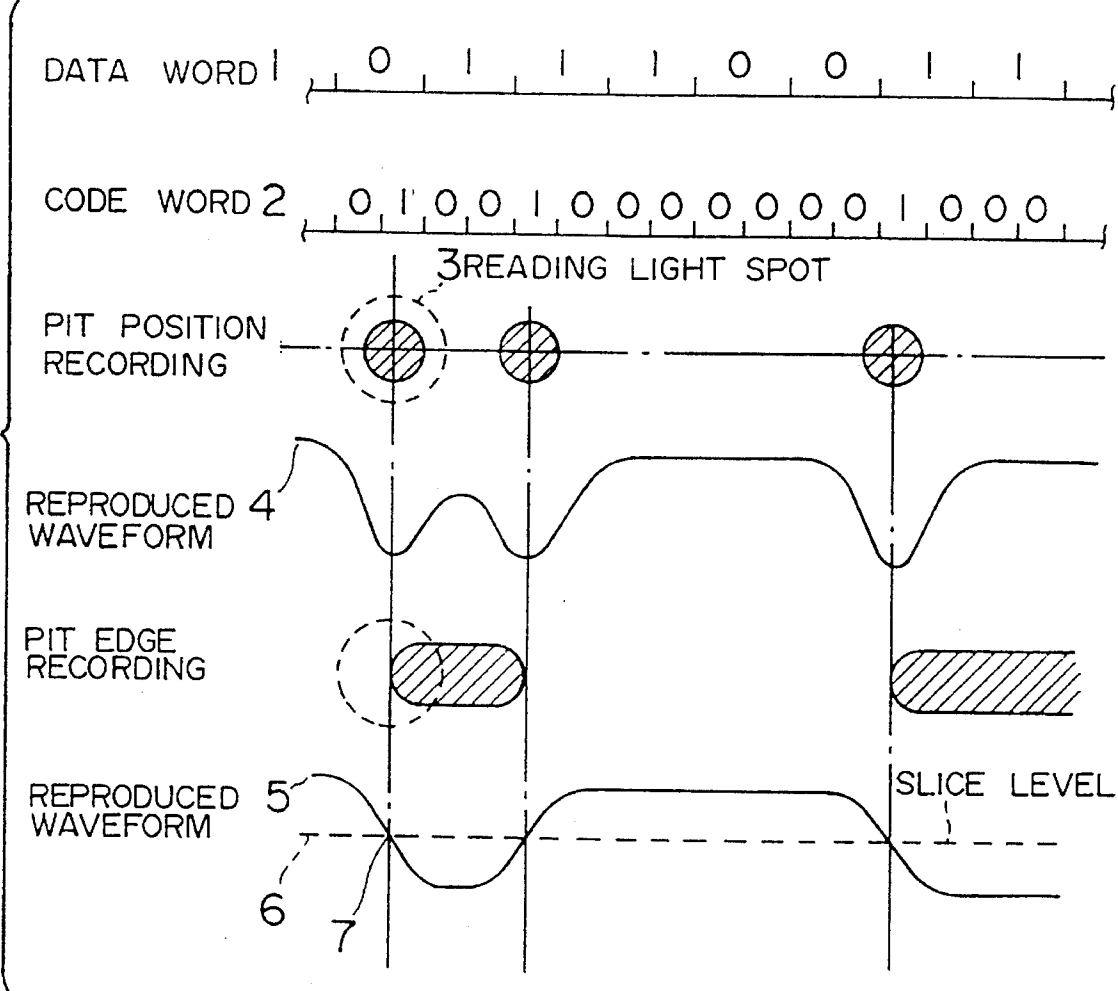 DATA WORD 1 0 1 1 1 0 0 1 1
CODE WORD 2 0 1 0 0 1 0 0 0 0 0 0 0 1 0 0 0
3 READING LIGHT SPOT
PIT POSITION
RECORDING
REPRODUCED 4
WAVEFORM
PIT EDGE
RECORDING
SLICE LEVEL
REPRODUCED 5
WAVEFORM
6
7